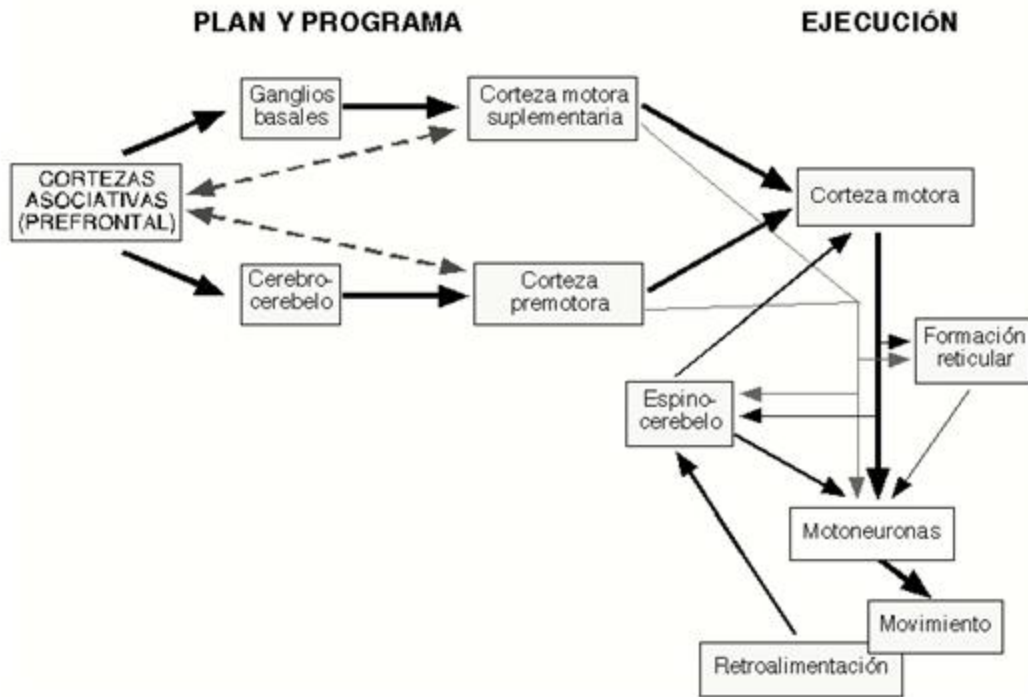 PLAN Y PROGRAMA
EJECUCIÓN
Ganglios
basales
Corteza motora
suplementaria
CORTEZAS
ASOCIATIVAS
(PREFRONTAL)
Corteza motora
Cerebro-
cerebelo
Corteza
premotora
Formación
reticular
Espino-
cerebelo
Motoneuronas
Movimiento
Retroalimentación